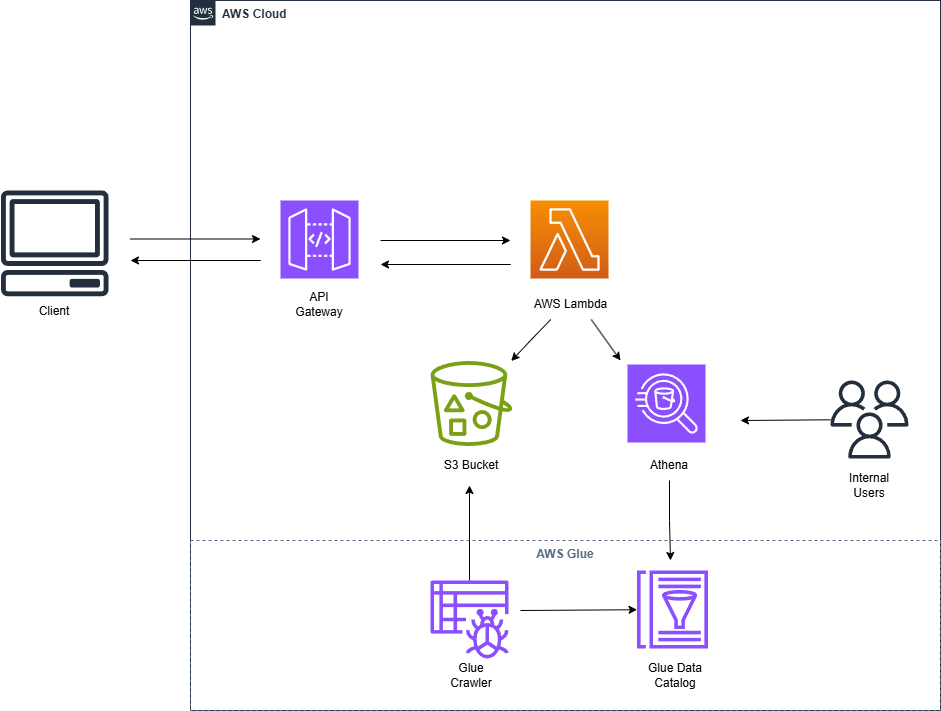 aws
AWS Cloud
Client
API
Gateway
</>
AWS Lambda
S3 Bucket
Athena
Internal
Users
AWS Glue
Glue
Crawler
Glue Data
Catalog